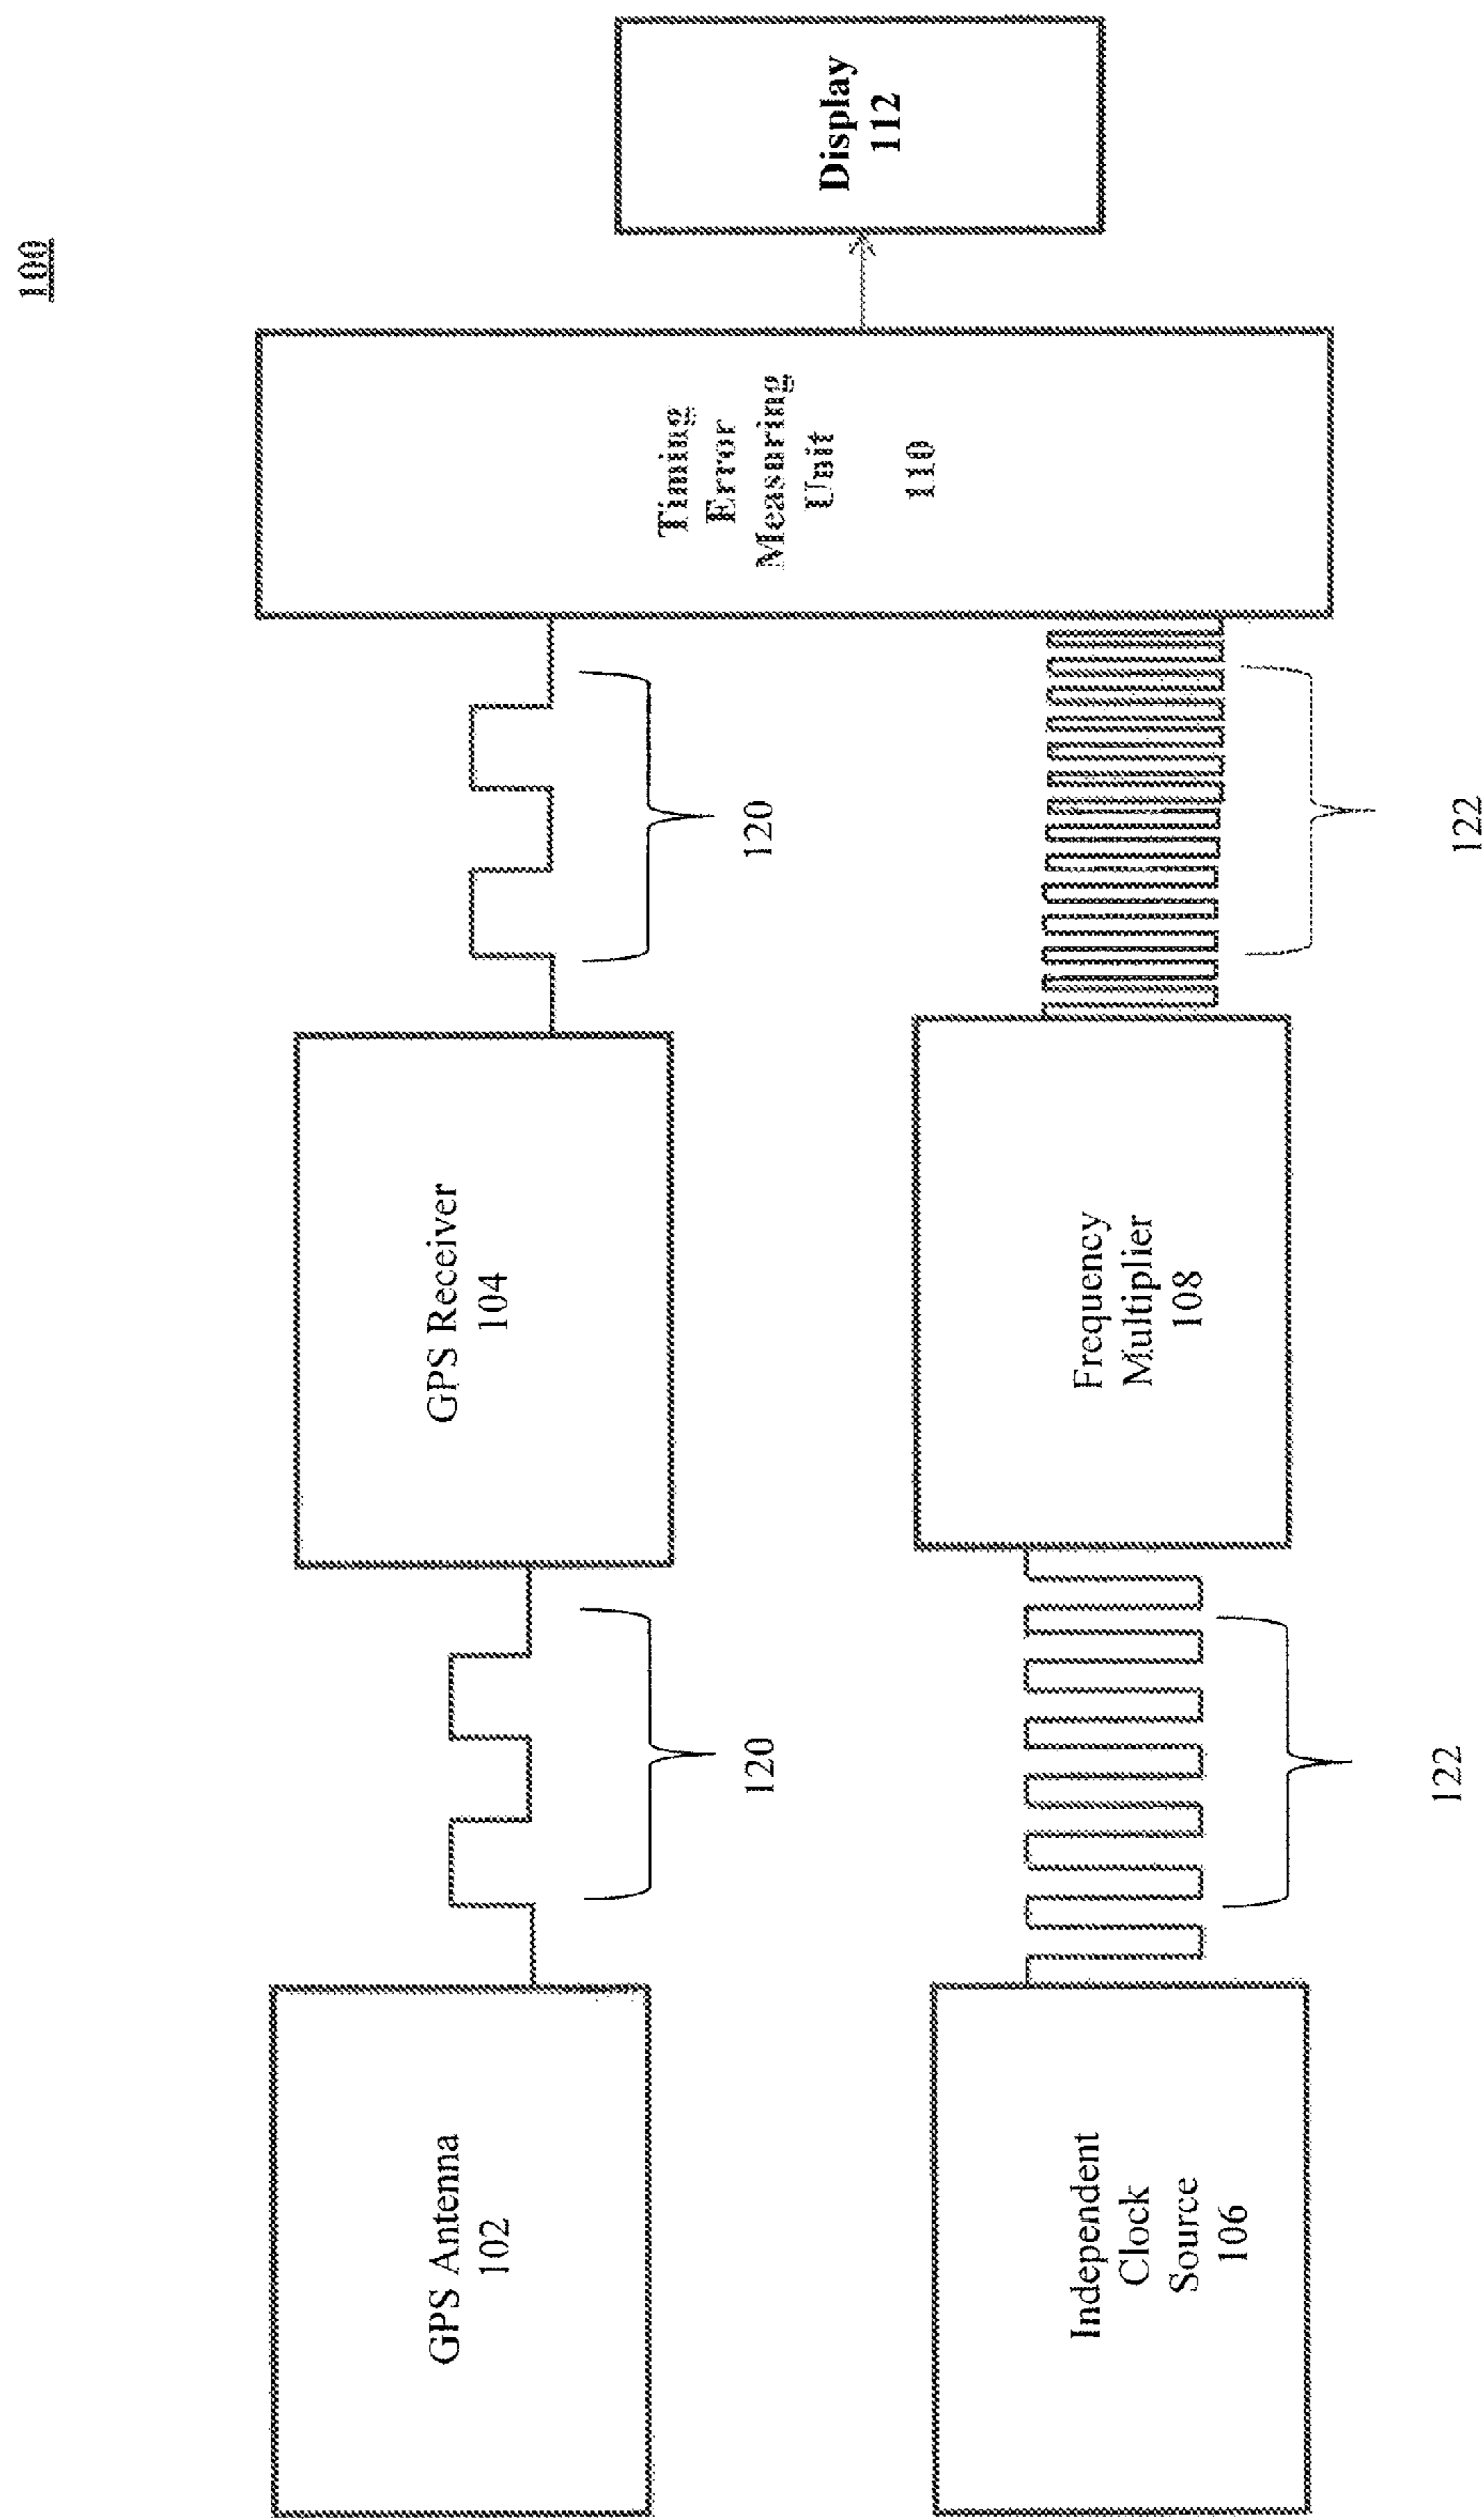 100
GPS Antenna
102
120
GPS Receiver
104
120
Timing
Error
Measuring
Unit
110
Display
112
Independent
Clock
Source
106
122
Frequency
Multiplier
108
122